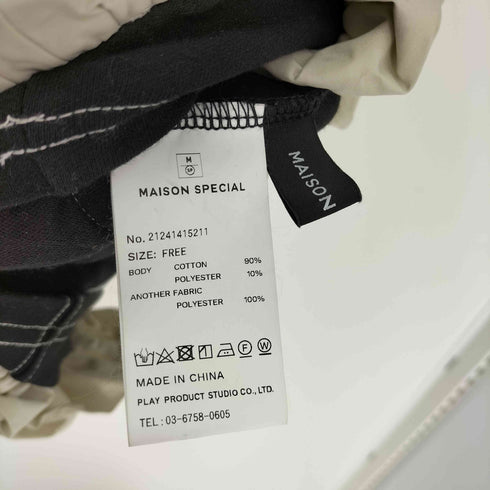 M
SP
MAISON SPECIAL
MAISON
No. 21241415211
SIZE: FREE
BODY COTTON 90%
POLYESTER 10%
ANOTHER FABRIC
POLYESTER 100%
F W
MADE IN CHINA
PLAY PRODUCT STUDIO CO., LTD.
TEL: 03-6758-0605